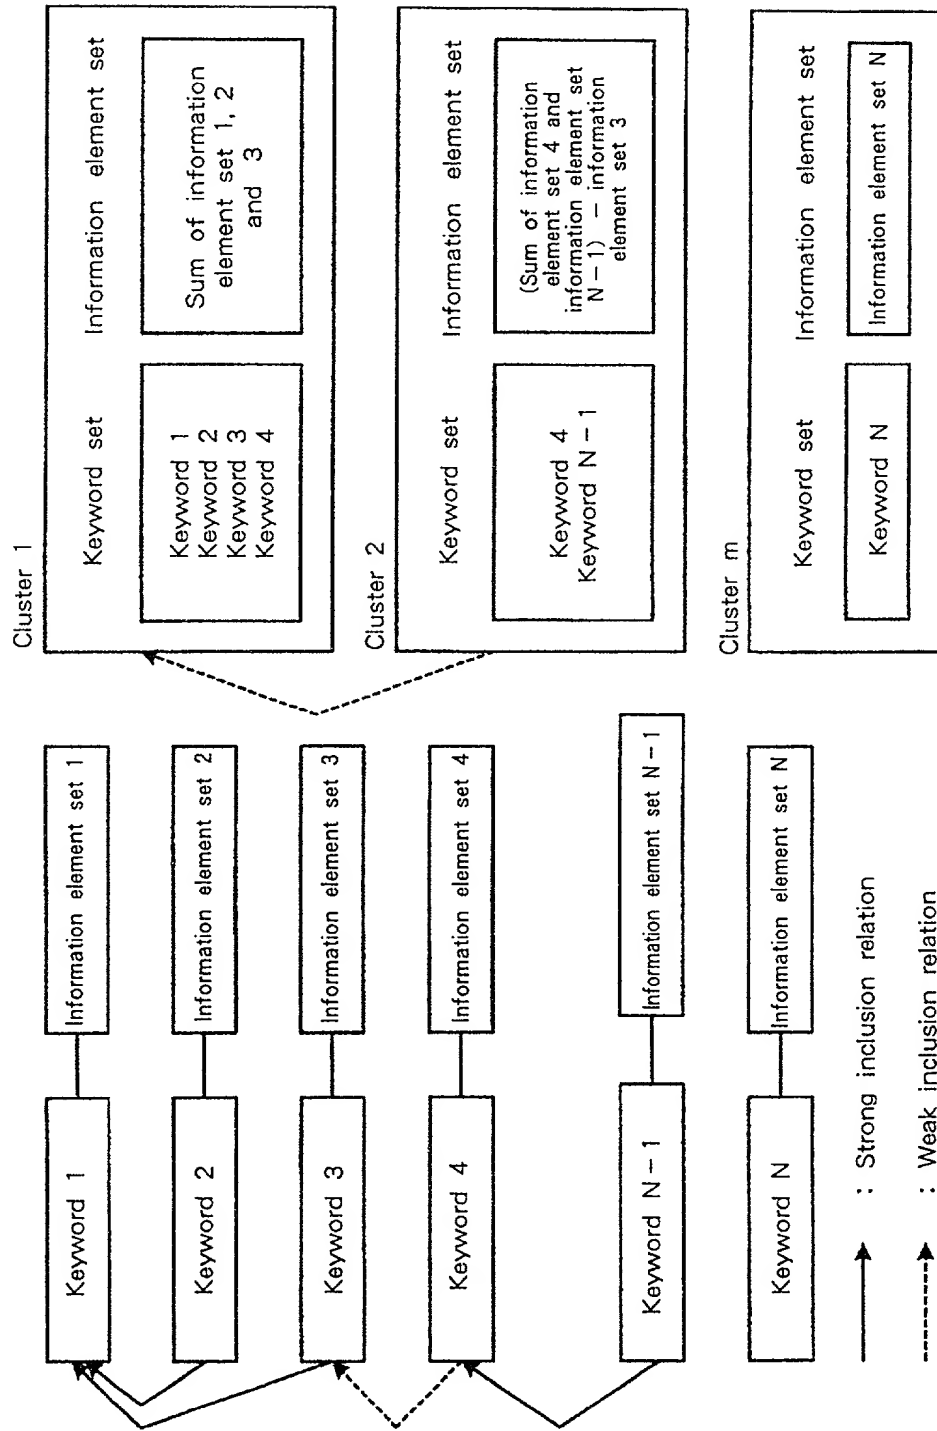 Keyword 1
Information element set 1
Keyword 2
Information element set 2
Keyword 3
Information element set 3
Keyword 4
Information element set 4
Keyword N-1
Information element set N-1
Keyword N
Information element set N
: Strong inclusion relation
: Weak inclusion relation
Cluster 1
Keyword set
Keyword 1
Keyword 2
Keyword 3
Keyword 4
Information element set
Sum of information
element set 1, 2
and 3
Cluster 2
Keyword set
Keyword 4
Keyword N-1
Information element set
(Sum of information
element set 4 and
information element set
N-1) - information
element set 3
Cluster m
Keyword set
Keyword N
Information element set
Information element set N